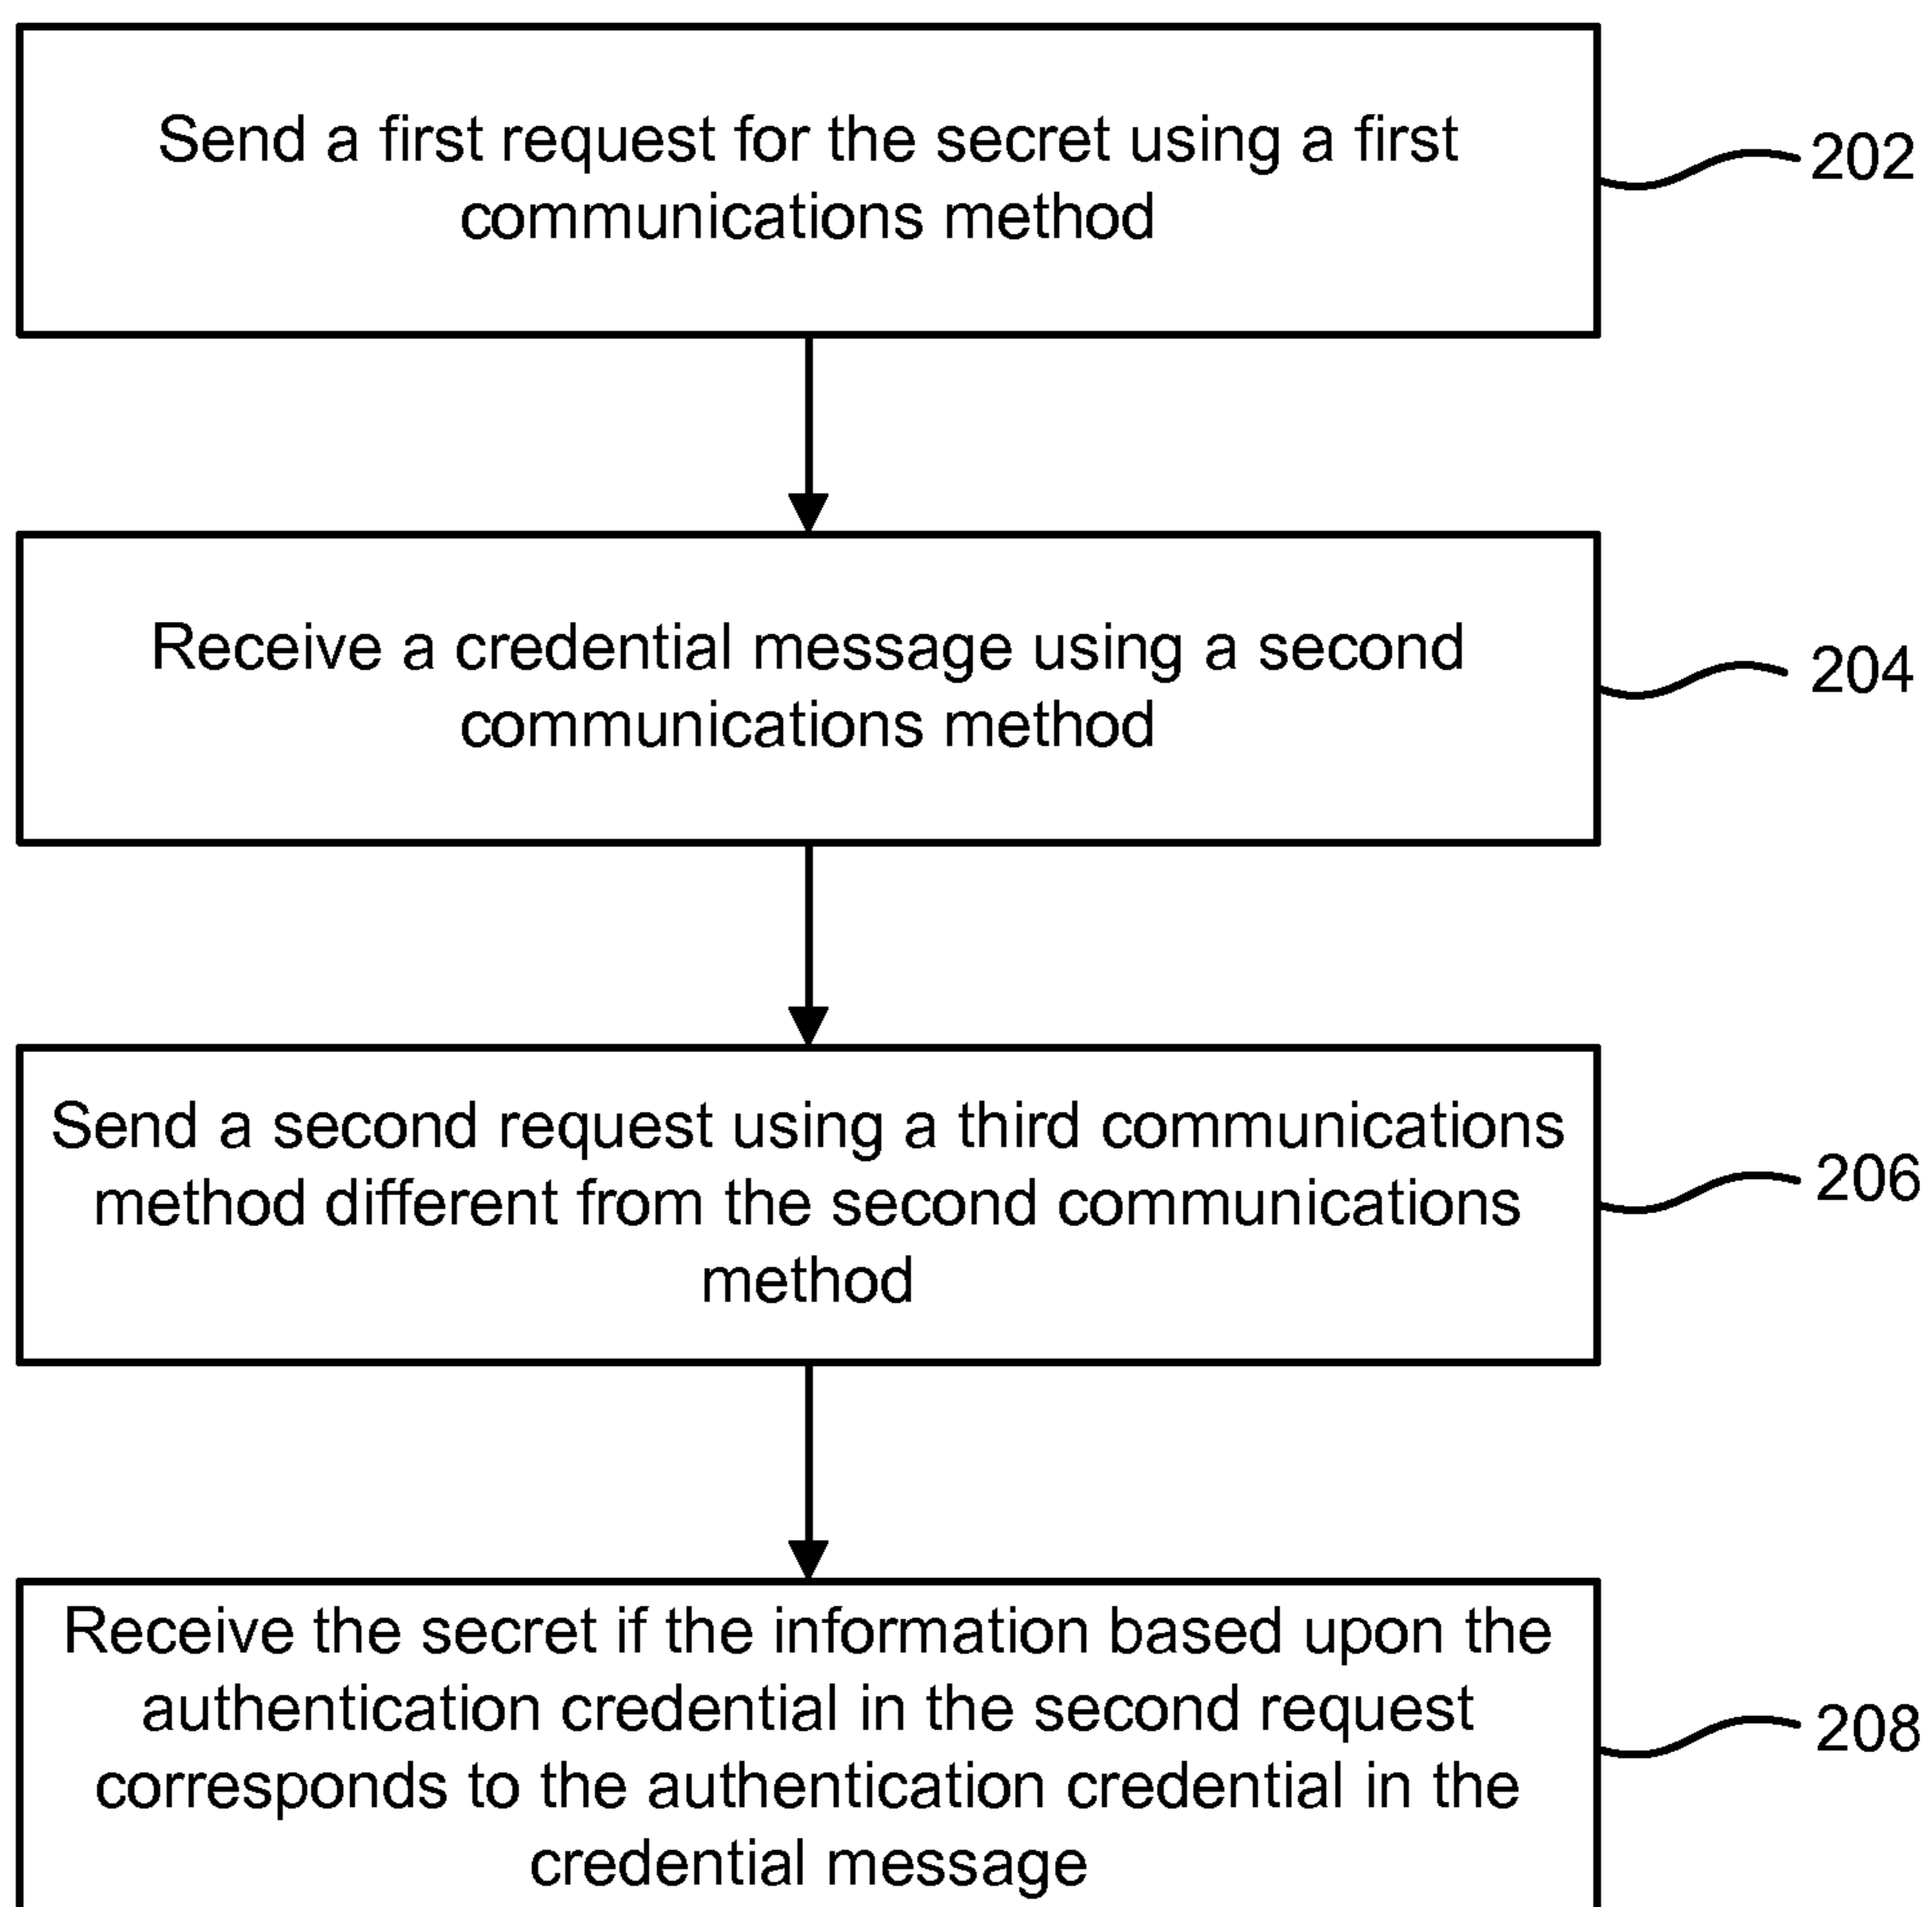 Send a first request for the secret using a first
communications method
202
Receive a credential message using a second
communications method
204
Send a second request using a third communications
method different from the second communications
method
206
Receive the secret if the information based upon the
authentication credential in the second request
corresponds to the authentication credential in the
credential message
208